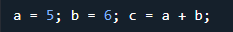 a = 5; b = 6; c = a + b;